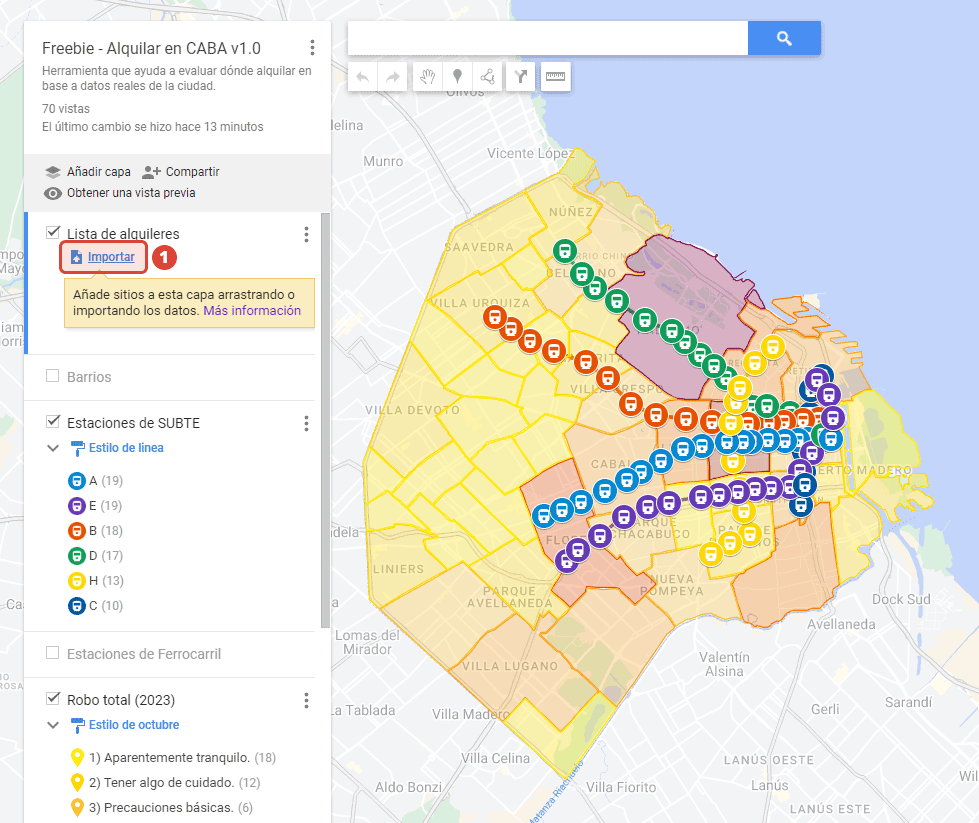 Freebie - Alquilar en CABA v1.0
Herramienta que ayuda a evaluar dónde alquilar en
base a datos reales de la ciudad.
70 vistas
El último cambio se hizo hace 13 minutos
Añadir capa
Compartir
Obtener una vista previa
Lista de alquileres
Importar
1
Añade sitios a esta capa arrastrando o
importando los datos. Más información
Barrios
Estaciones de SUBTE
Estilo de linea
A (19)
E (19)
B (18)
D (17)
H (13)
C (10)
Estaciones de Ferrocarril
Robo total (2023)
Estilo de octubre
1) Aparentemente tranquilo. (18)
2) Tener algo de cuidado. (12)
3) Precauciones básicas. (6)
Olivos
Munro
Vicente López
NÚÑEZ
SAAVEDRA
VILLA URQUIZA
VILLA DEVOTO
LINIERS
PARQUE
AVELLANEDA
PARQUE
CHACABUCO
NUEVA
POMPEYA
VILLA LUGANO
Lomas del
Mirador
La Tablada
Villa Madero
Villa Celina
Aldo Bonzi
Villa Fiorito
Valentín
Alsina
Dock Sud
Avellaneda
Gerli
Sarandí
LANÚS OESTE
Lanús
LANÚS ESTE